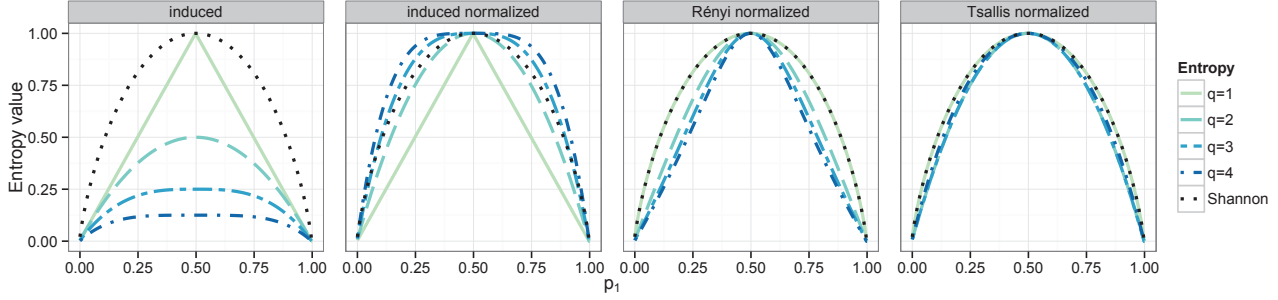 induced
induced normalized
Rényi normalized
Tsallis normalized
Entropy value
1.00
0.75
0.50
0.25
0.00
0.00 0.25 0.50 0.75 1.00
0.00 0.25 0.50 0.75 1.00
0.00 0.25 0.50 0.75 1.00
0.00 0.25 0.50 0.75 1.00
p₁
Entropy
q=1
q=2
q=3
q=4
Shannon